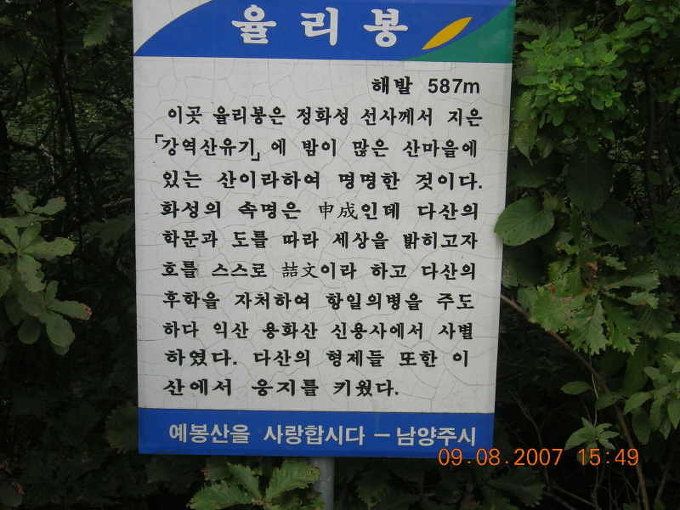 율리봉
해발 587m
이곳 율리봉은 정화성 선사께서 지은
「강역산유기」에 밤이 많은 산마을에
있는 산이라하여 명명한 것이다.
화성의 속명은 申成인데 다산의
학문과 도를 따라 세상을 밝히고자
호를 스스로 喆文이라 하고 다산의
후학을 자처하여 항일의병을 주도
하다 익산 용화산 신용사에서 사별
하였다. 다산의 형제들 또한 이
산에서 웅지를 키웠다.
예봉산을 사랑합시다 – 남양주시
09.08.2007 15:49